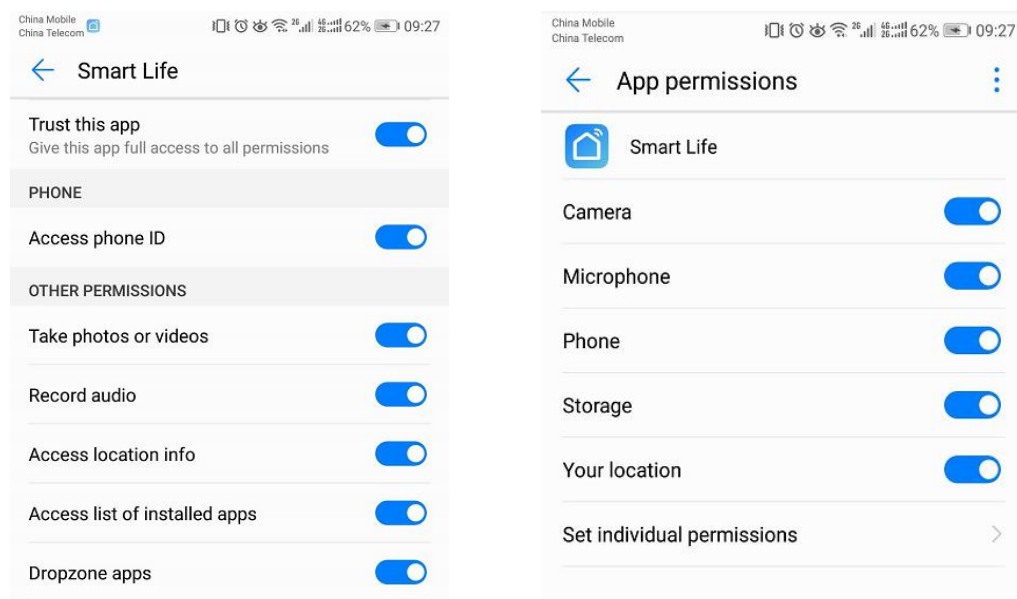 China Mobile
China Telecom
62% 09:27
Smart Life
Trust this app
Give this app full access to all permissions
PHONE
Access phone ID
OTHER PERMISSIONS
Take photos or videos
Record audio
Access location info
Access list of installed apps
Dropzone apps
China Mobile
China Telecom
62% 09:27
App permissions
Smart Life
Camera
Microphone
Phone
Storage
Your location
Set individual permissions